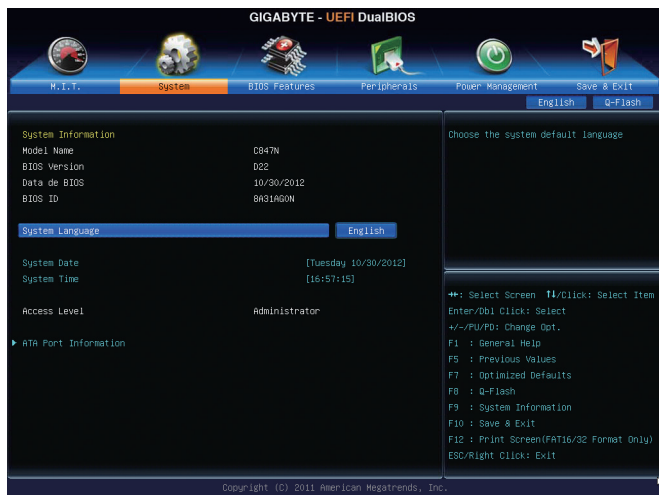 GIGABYTE - UEFI DualBIOS
M.I.T. System BIOS Features Peripherals Power Management Save & Exit
English Q-Flash
System Information
Model Name C847N
BIOS Version D22
Data de BIOS 10/30/2012
BIOS ID 8A31AG0N
System Language English
System Date [Tuesday 10/30/2012]
System Time [16:57:15]
Access Level Administrator
ATA Port Information
Choose the system default language
→←: Select Screen ↑↓/Click: Select Item
Enter/Dbl Click: Select
+/-/PU/PD: Change Opt.
F1 : General Help
F5 : Previous Values
F7 : Optimized Defaults
F8 : Q-Flash
F9 : System Information
F10 : Save & Exit
F12 : Print Screen(FAT16/32 Format Only)
ESC/Right Click: Exit
Copyright (C) 2011 American Megatrends, Inc.